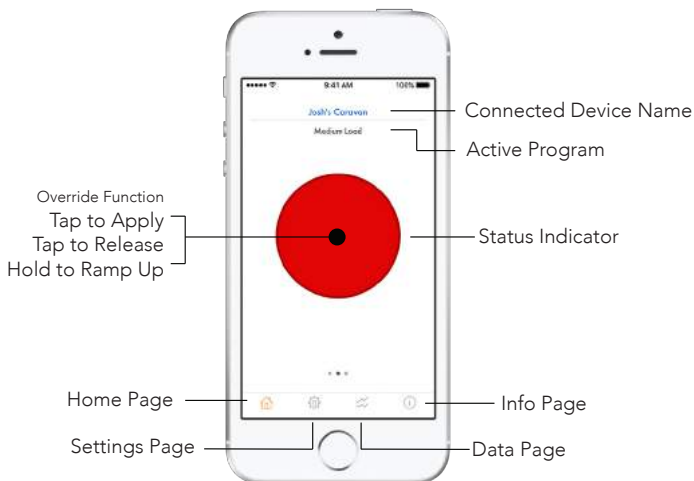 9:41 AM
100%
Josh's Caravan
Connected Device Name
Medium Load
Active Program
Override Function
Tap to Apply
Tap to Release
Hold to Ramp Up
Status Indicator
Home Page
Info Page
Settings Page
Data Page